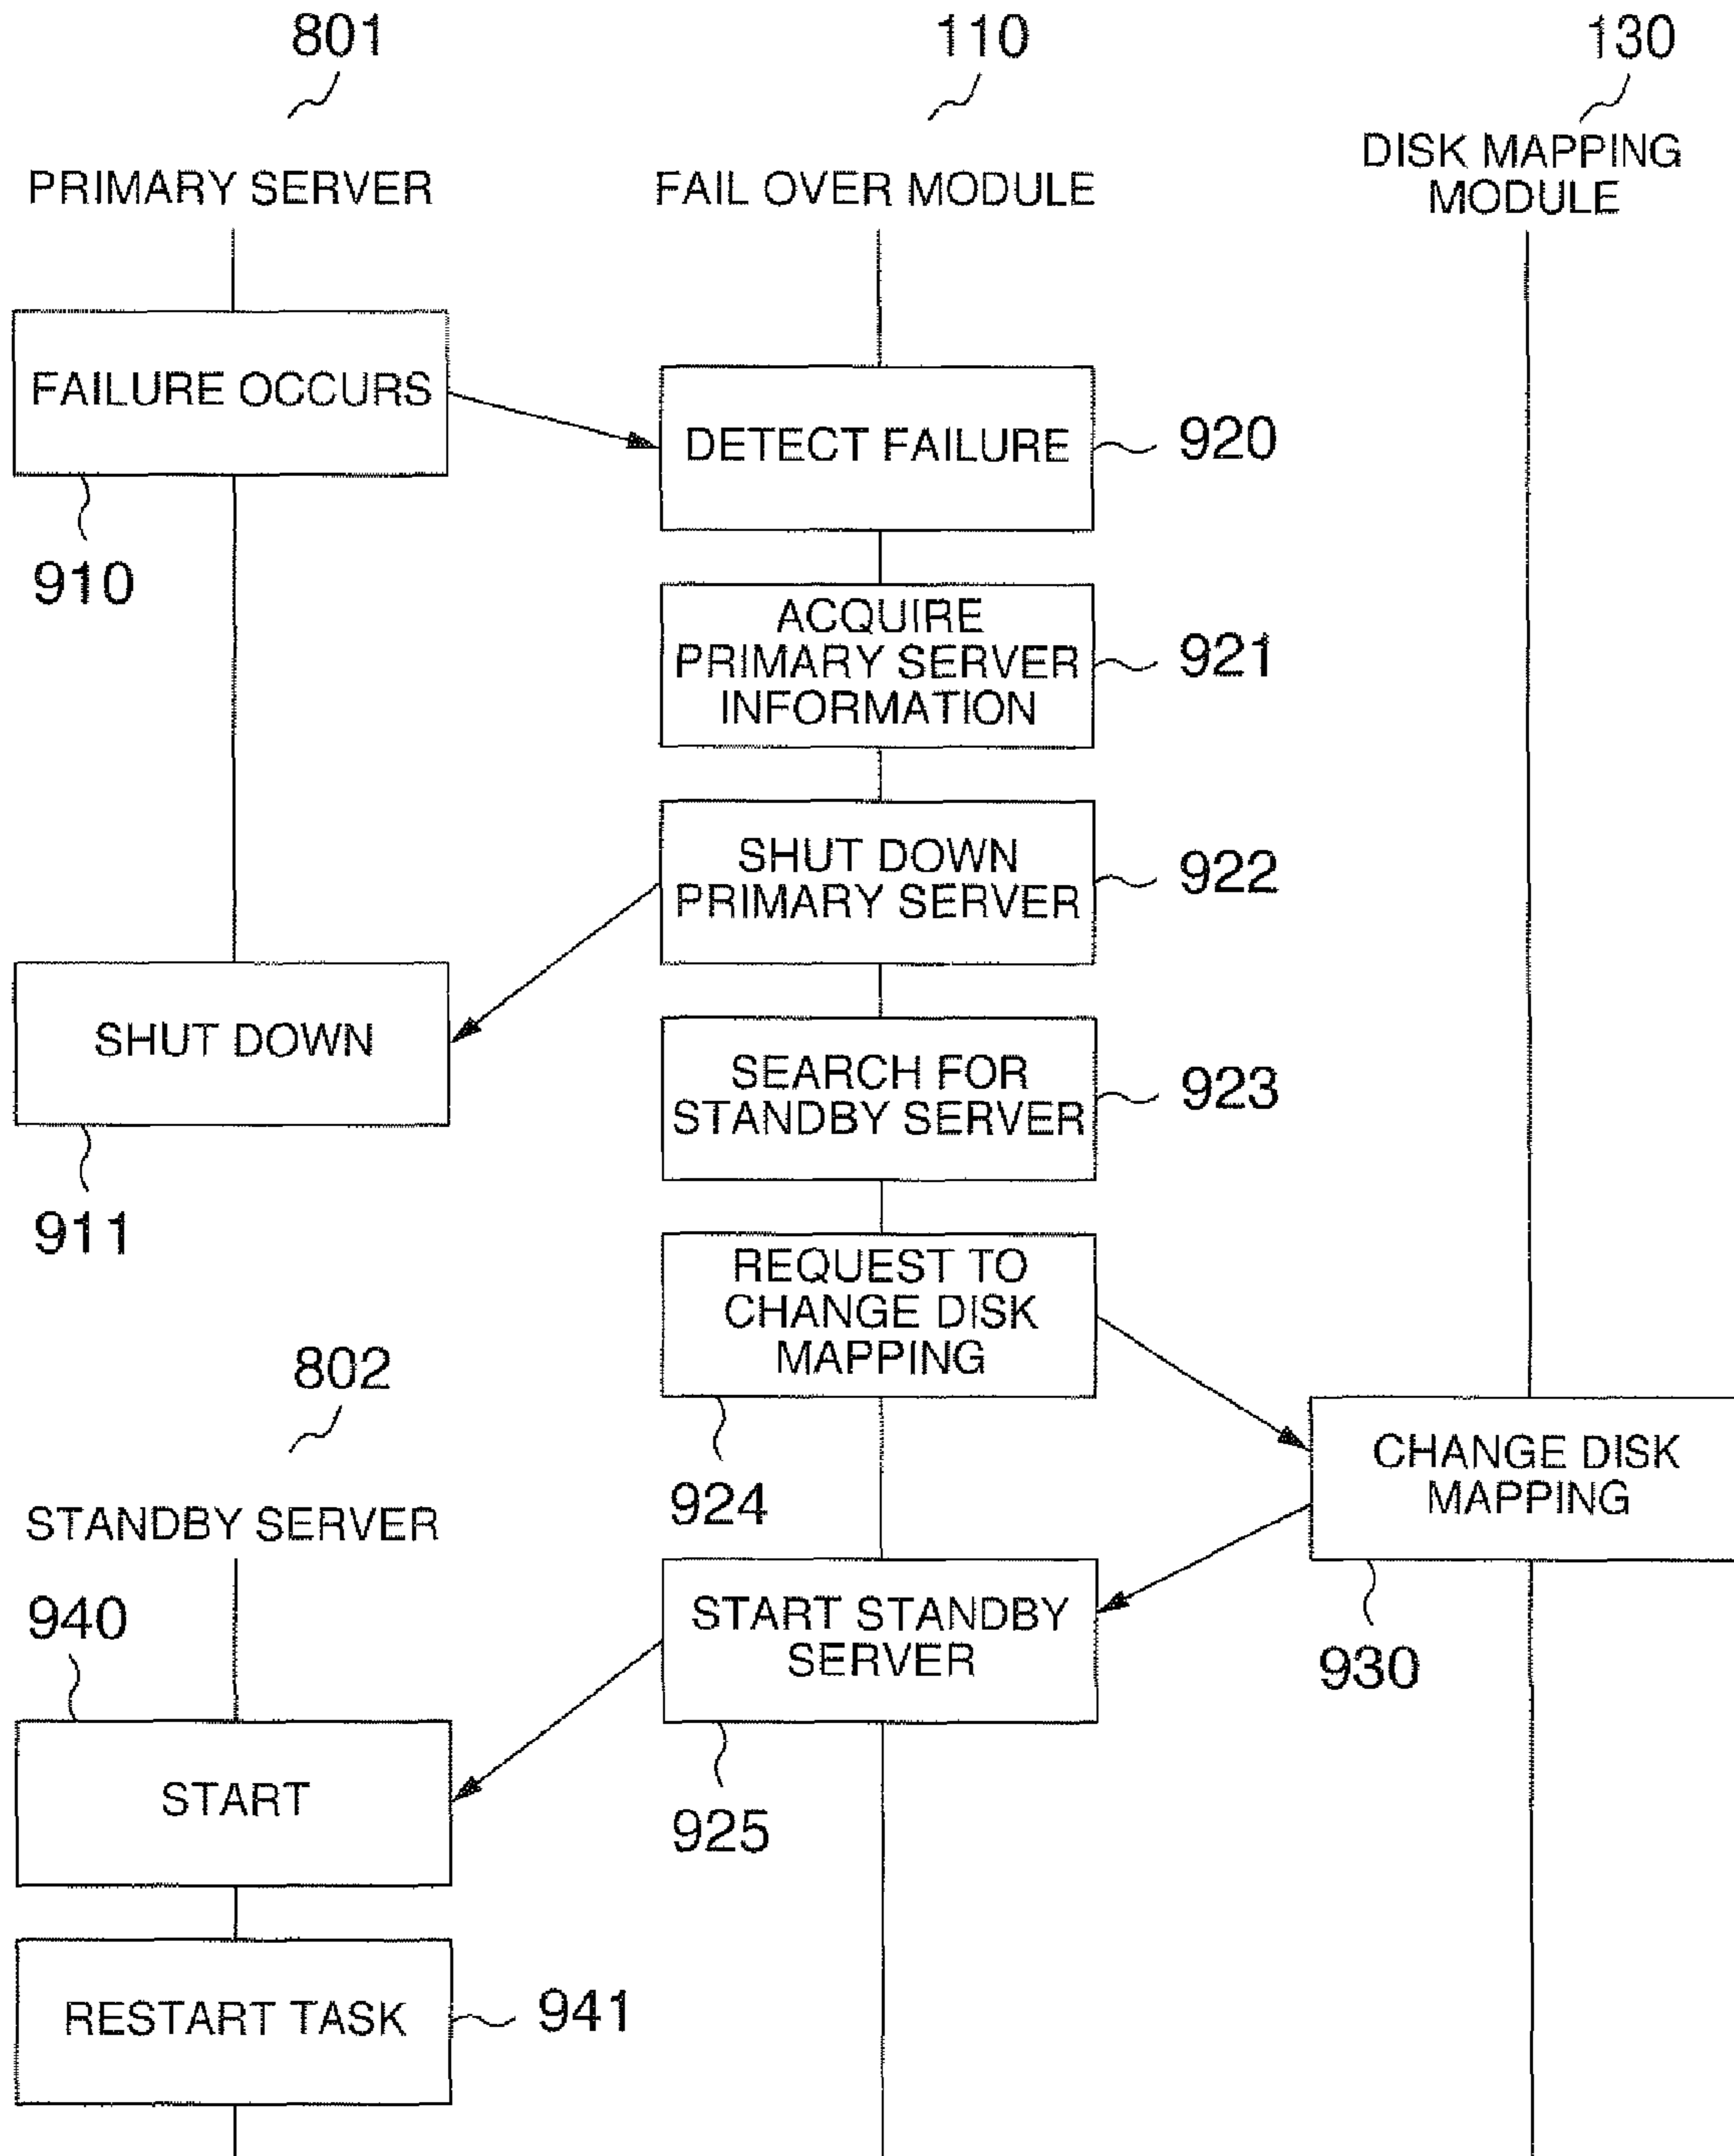 801
110
130
PRIMARY SERVER
FAIL OVER MODULE
DISK MAPPING
MODULE
FAILURE OCCURS
910
DETECT FAILURE
920
ACQUIRE
PRIMARY SERVER
INFORMATION
921
SHUT DOWN
PRIMARY SERVER
922
SHUT DOWN
911
SEARCH FOR
STANDBY SERVER
923
REQUEST TO
CHANGE DISK
MAPPING
924
CHANGE DISK
MAPPING
930
802
STANDBY SERVER
START STANDBY
SERVER
925
940
START
RESTART TASK
941